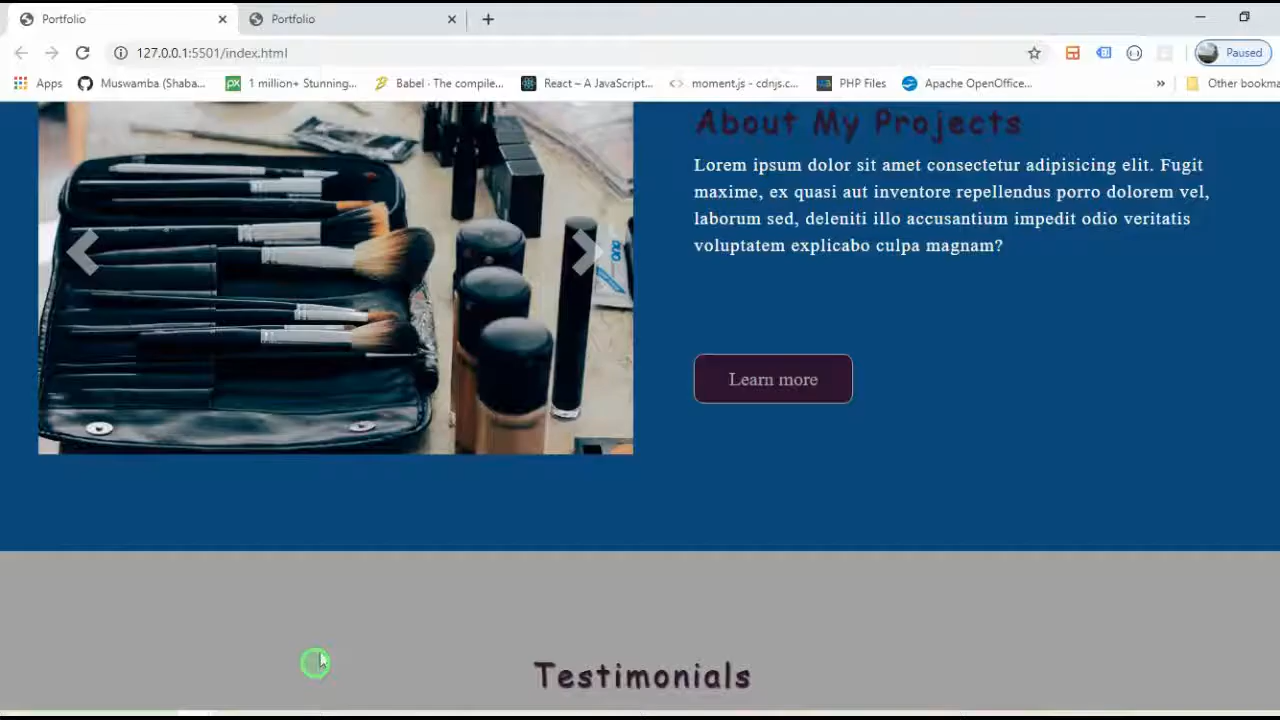 Portfolio
Portfolio
127.0.0.1:5501/index.html
Paused
Apps
Muswamba (Shaba...
1 million+ Stunning...
Babel · The compile...
React – A JavaScript...
moment.js - cdnjs.c...
PHP Files
Apache OpenOffice...
»
Other bookma
About My Projects
Lorem ipsum dolor sit amet consectetur adipisicing elit. Fugit
maxime, ex quasi aut inventore repellendus porro dolorem vel,
laborum sed, deleniti illo accusantium impedit odio veritatis
voluptatem explicabo culpa magnam?
Learn more
Testimonials